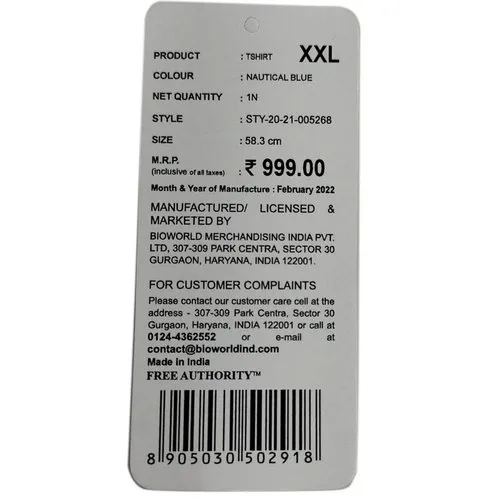 PRODUCT : TSHIRT XXL
COLOUR : NAUTICAL BLUE
NET QUANTITY : 1N
STYLE : STY-20-21-005268
SIZE : 58.3 cm
M.R.P.
(inclusive of all taxes) : ₹ 999.00
Month & Year of Manufacture : February 2022
MANUFACTURED/ LICENSED &
MARKETED BY
BIOWORLD MERCHANDISING INDIA PVT.
LTD, 307-309 PARK CENTRA, SECTOR 30
GURGAON, HARYANA, INDIA 122001.
FOR CUSTOMER COMPLAINTS
Please contact our customer care cell at the
address - 307-309 Park Centra, Sector 30
Gurgaon, Haryana, INDIA 122001 or call at
0124-4362552 or e-mail at
contact@bioworldind.com
Made in India
FREE AUTHORITY™
8 905030 502918